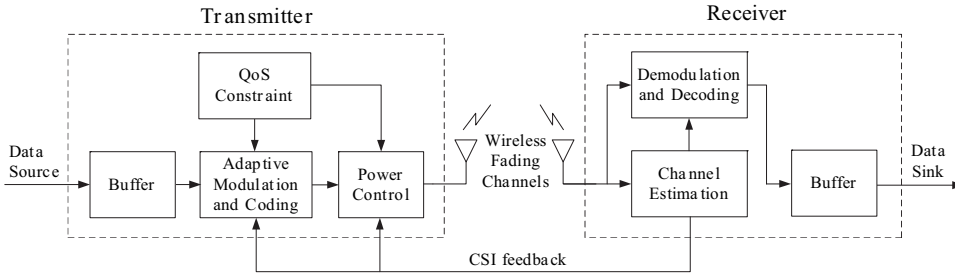 Transmitter
Receiver
QoS
Constraint
Demodulation
and Decoding
Data
Source
Buffer
Adaptive
Modulation
and Coding
Power
Control
Wireless
Fading
Channels
Channel
Estimation
Buffer
Data
Sink
CSI feedback